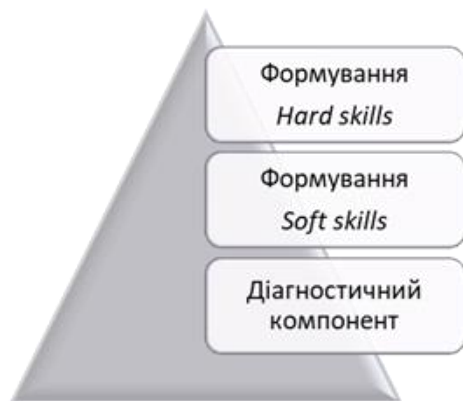 Формування
Hard skills
Формування
Soft skills
Діагностичний
компонент